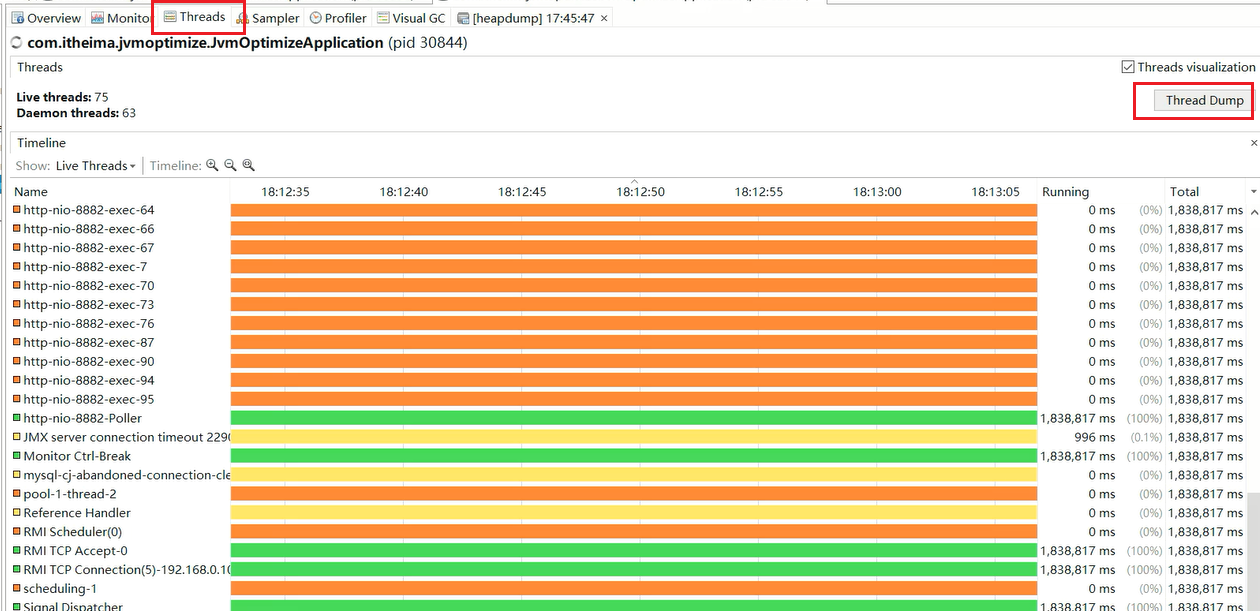 Overview Monitor Threads Sampler Profiler Visual GC [heapdump] 17:45:47 ×
com.itheima.jvmoptimize.JvmOptimizeApplication (pid 30844)
Threads Threads visualization
Live threads: 75
Daemon threads: 63
Thread Dump
Timeline ×
Show: Live Threads Timeline:
Name 18:12:35 18:12:40 18:12:45 18:12:50 18:12:55 18:13:00 18:13:05 Running Total
http-nio-8882-exec-64 0 ms (0%) 1,838,817 ms
http-nio-8882-exec-66 0 ms (0%) 1,838,817 ms
http-nio-8882-exec-67 0 ms (0%) 1,838,817 ms
http-nio-8882-exec-7 0 ms (0%) 1,838,817 ms
http-nio-8882-exec-70 0 ms (0%) 1,838,817 ms
http-nio-8882-exec-73 0 ms (0%) 1,838,817 ms
http-nio-8882-exec-76 0 ms (0%) 1,838,817 ms
http-nio-8882-exec-87 0 ms (0%) 1,838,817 ms
http-nio-8882-exec-90 0 ms (0%) 1,838,817 ms
http-nio-8882-exec-94 0 ms (0%) 1,838,817 ms
http-nio-8882-exec-95 0 ms (0%) 1,838,817 ms
http-nio-8882-Poller 1,838,817 ms (100%) 1,838,817 ms
JMX server connection timeout 2290 996 ms (0.1%) 1,838,817 ms
Monitor Ctrl-Break 1,838,817 ms (100%) 1,838,817 ms
mysql-cj-abandoned-connection-cle 0 ms (0%) 1,838,817 ms
pool-1-thread-2 0 ms (0%) 1,838,817 ms
Reference Handler 0 ms (0%) 1,838,817 ms
RMI Scheduler(0) 0 ms (0%) 1,838,817 ms
RMI TCP Accept-0 1,838,817 ms (100%) 1,838,817 ms
RMI TCP Connection(5)-192.168.0.10 1,838,817 ms (100%) 1,838,817 ms
scheduling-1 0 ms (0%) 1,838,817 ms
Signal Dispatcher 1,838,817 ms (100%) 1,838,817 ms